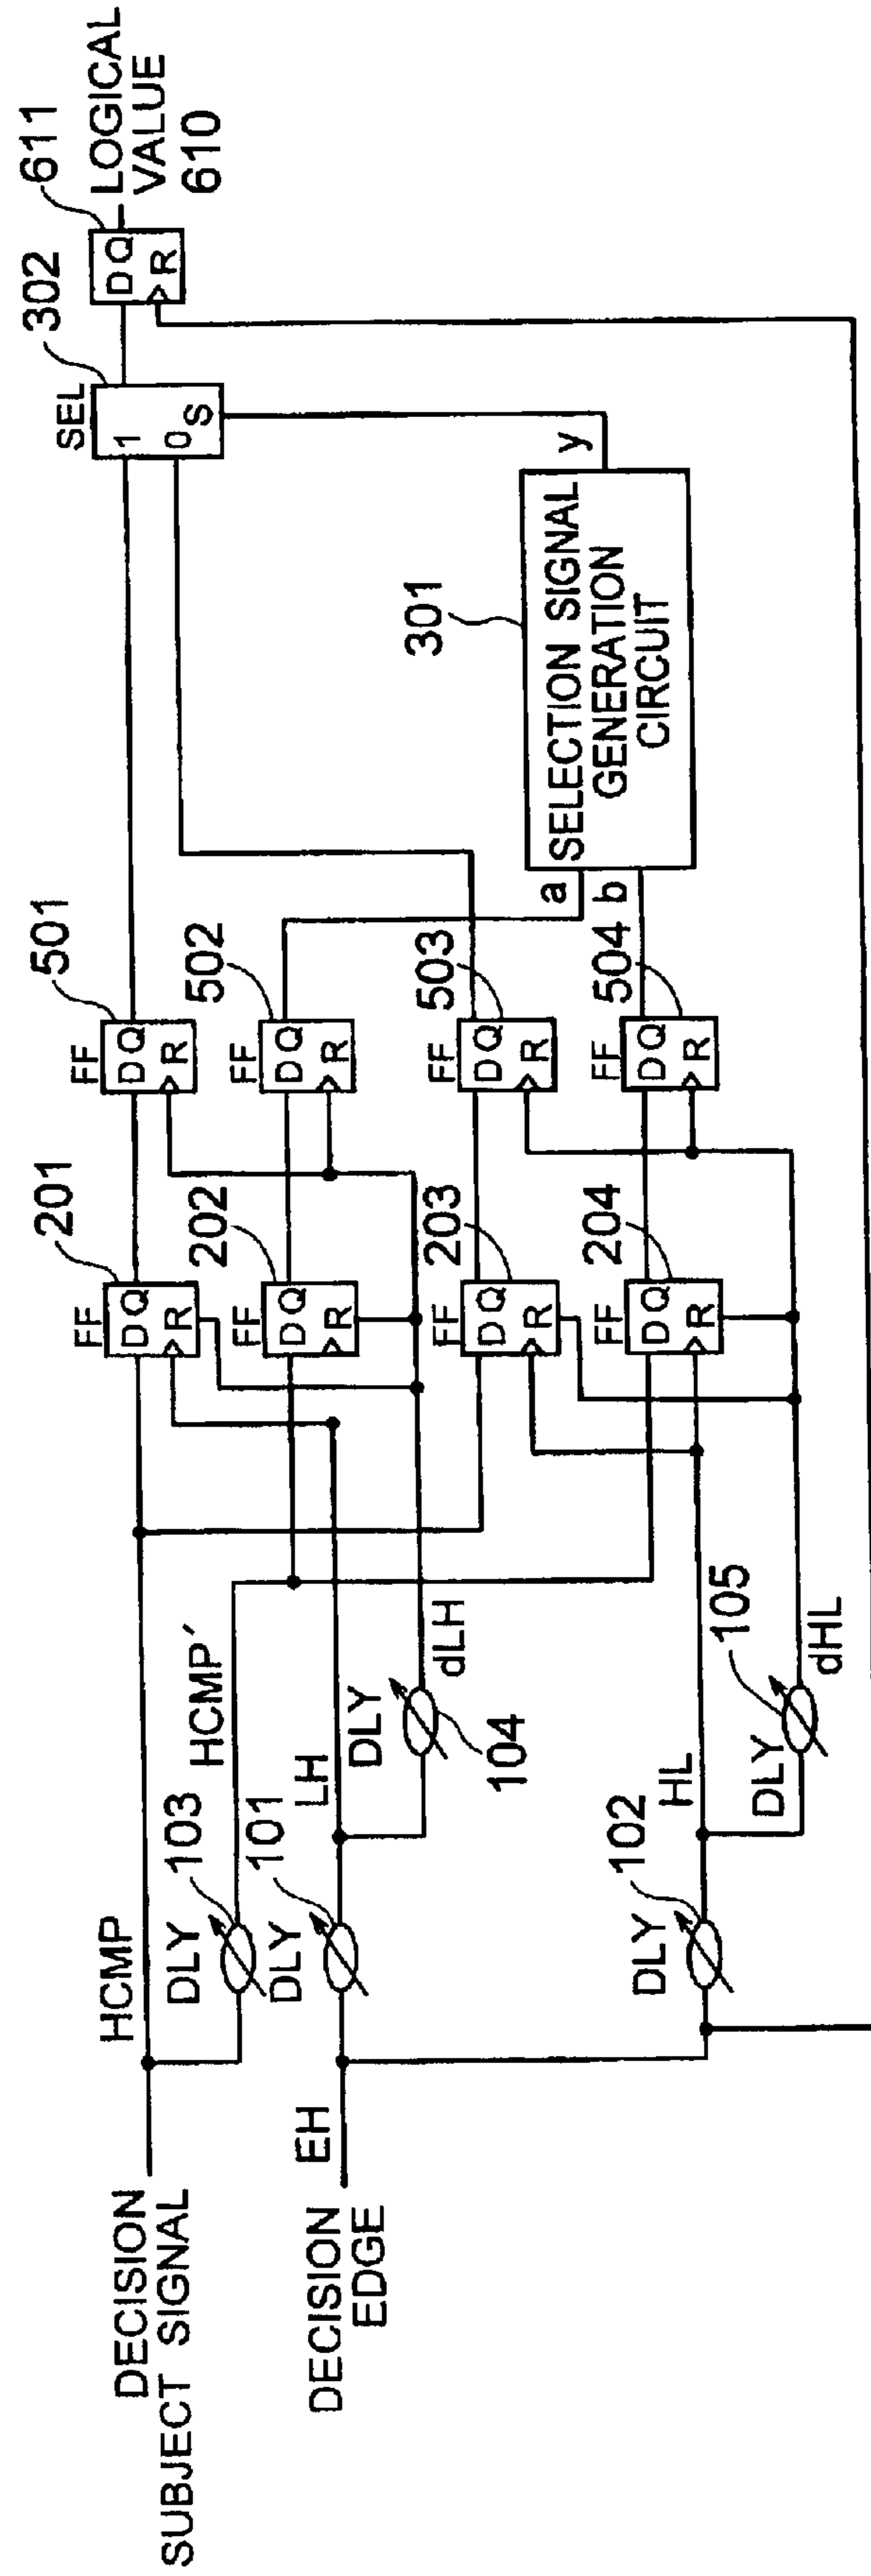 DECISION
SUBJECT SIGNAL
HCMP
DLY
103
HCMP′
DECISION
EDGE
EH
DLY
101
LH
DLY
104
dLH
DLY
102
HL
DLY
105
dHL
FF
201
D Q
R
FF
202
D Q
R
FF
203
D Q
R
FF
204
D Q
R
FF
501
D Q
R
FF
502
D Q
R
FF
503
D Q
R
FF
504
D Q
R
a
b
301
SELECTION SIGNAL
GENERATION
CIRCUIT
y
SEL
302
1
0
S
611
D Q
R
LOGICAL
VALUE
610